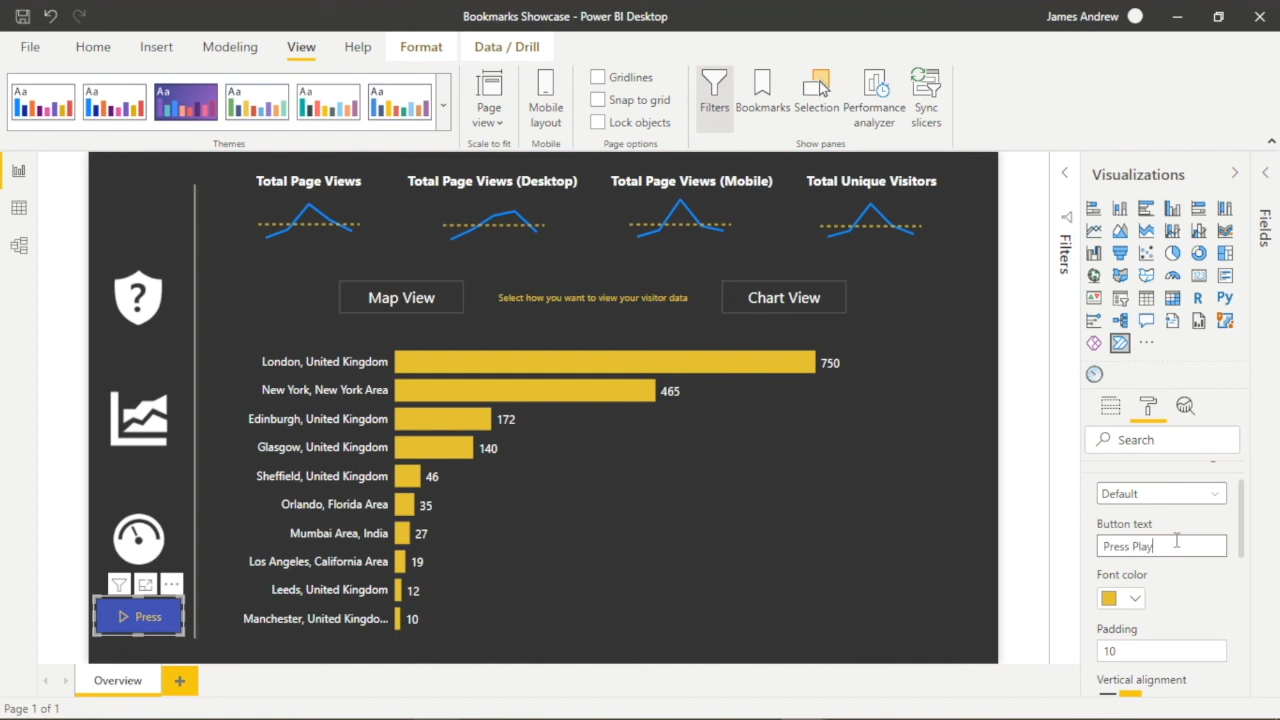 Bookmarks Showcase - Power BI Desktop
James Andrew
File Home Insert Modeling View Help Format Data / Drill
Aa Aa Aa Aa Aa Aa
Page view
Mobile layout
Gridlines
Snap to grid
Lock objects
Filters
Bookmarks
Selection
Performance analyzer
Sync slicers
Themes Scale to fit Mobile Page options Show panes
Total Page Views Total Page Views (Desktop) Total Page Views (Mobile) Total Unique Visitors
Map View Select how you want to view your visitor data Chart View
London, United Kingdom 750
New York, New York Area 465
Edinburgh, United Kingdom 172
Glasgow, United Kingdom 140
Sheffield, United Kingdom 46
Orlando, Florida Area 35
Mumbai Area, India 27
Los Angeles, California Area 19
Leeds, United Kingdom 12
Manchester, United Kingdo... 10
?
Press
Filters
Visualizations
R Py
Search
Default
Button text
Press Play
Font color
Padding
10
Vertical alignment
Fields
Overview
Page 1 of 1